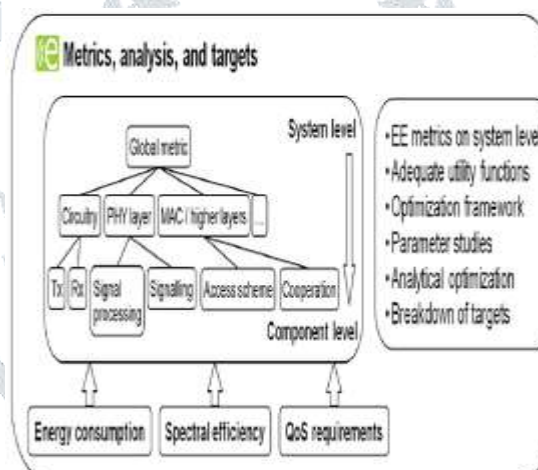 e Metrics, analysis, and targets
System level
Global metric
Circuitry PHY layer MAC / higher layers ...
Tx Rx Signal processing Signalling Access scheme Cooperation
Component level
Energy consumption Spectral efficiency QoS requirements
•EE metrics on system level
•Adequate utility functions
•Optimization framework
•Parameter studies
•Analytical optimization
•Breakdown of targets